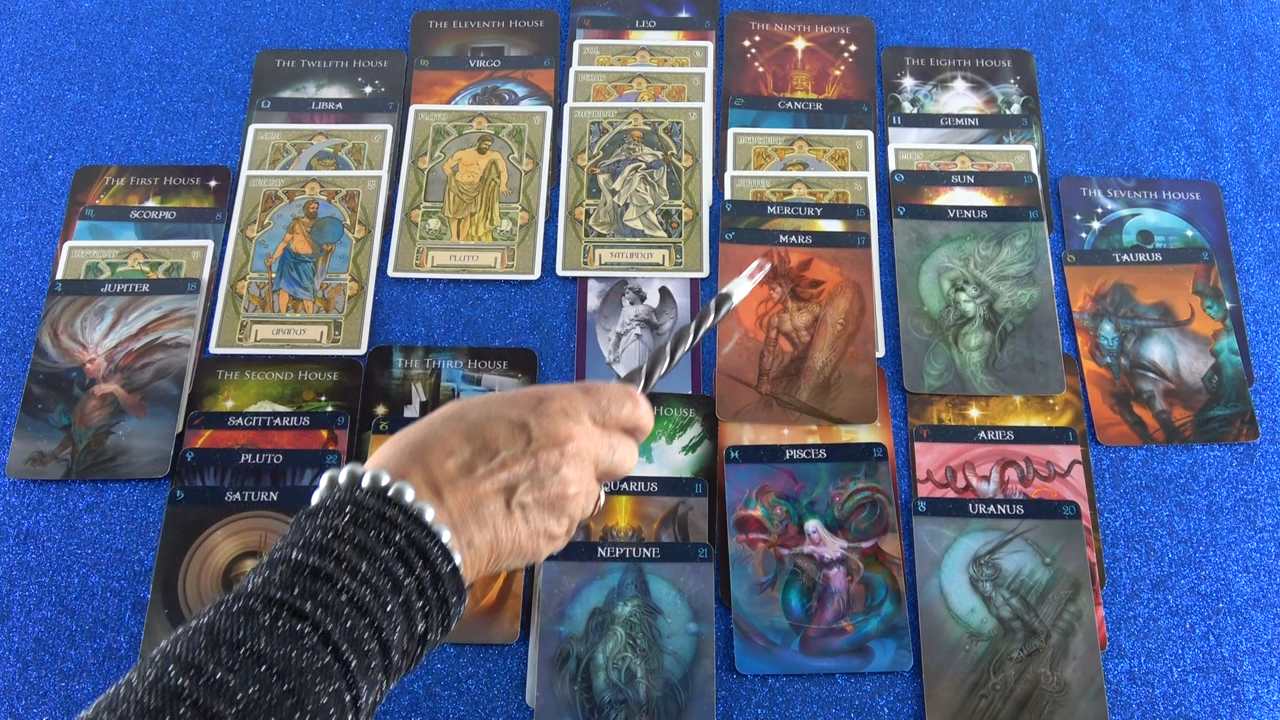 THE ELEVENTH HOUSE
VIRGO 6
PLUTO
PLUTO
LEO 5
SATURNUS
SATURNUS
THE NINTH HOUSE
CANCER 4
MERCURY 15
MARS 17
THE EIGHTH HOUSE
GEMINI 3
SUN 13
VENUS 16
THE TWELFTH HOUSE
LIBRA 7
URANUS
THE FIRST HOUSE
SCORPIO 8
JUPITER 18
THE SEVENTH HOUSE
TAURUS 2
THE SECOND HOUSE
SAGITTARIUS 9
PLUTO 22
SATURN
THE THIRD HOUSE
HOUSE
QUARIUS 11
NEPTUNE 21
PISCES 12
ARIES 1
URANUS 20